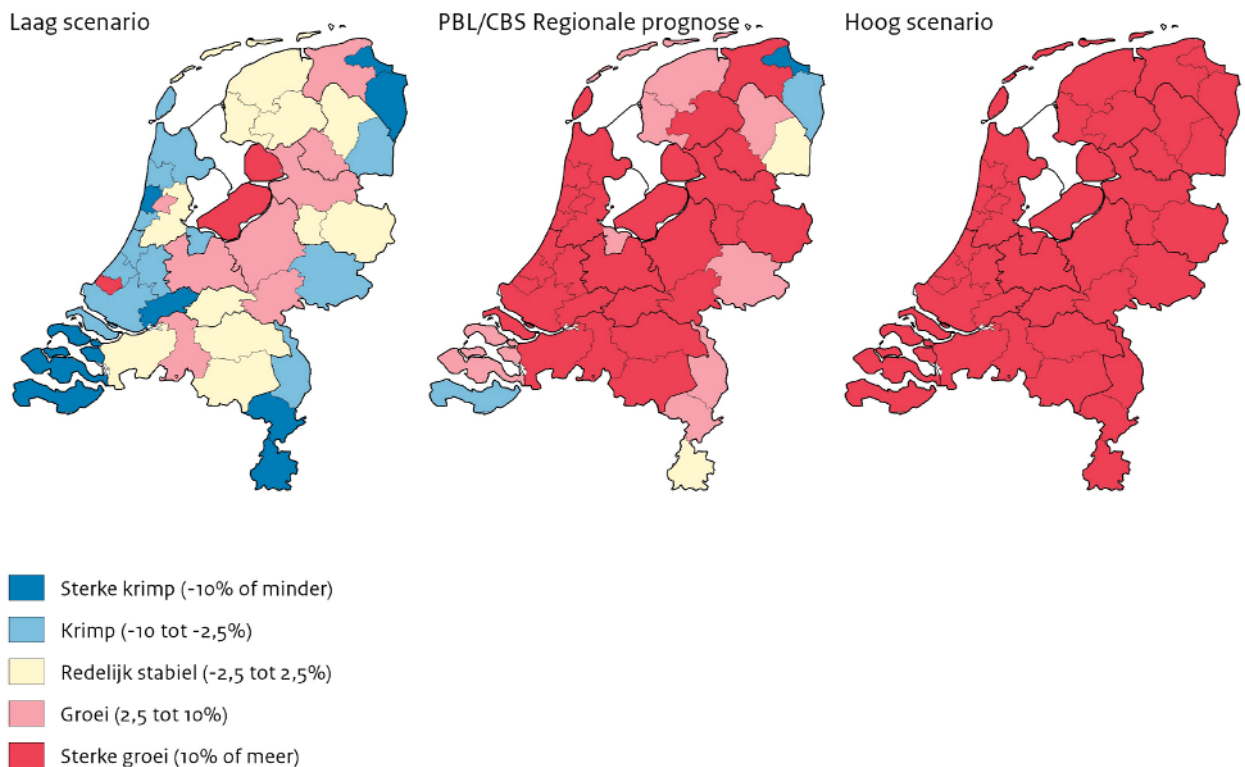 Laag scenario
PBL/CBS Regionale prognose
Hoog scenario
Sterke krimp (-10% of minder)
Krimp (-10 tot -2,5%)
Redelijk stabiel (-2,5 tot 2,5%)
Groei (2,5 tot 10%)
Sterke groei (10% of meer)